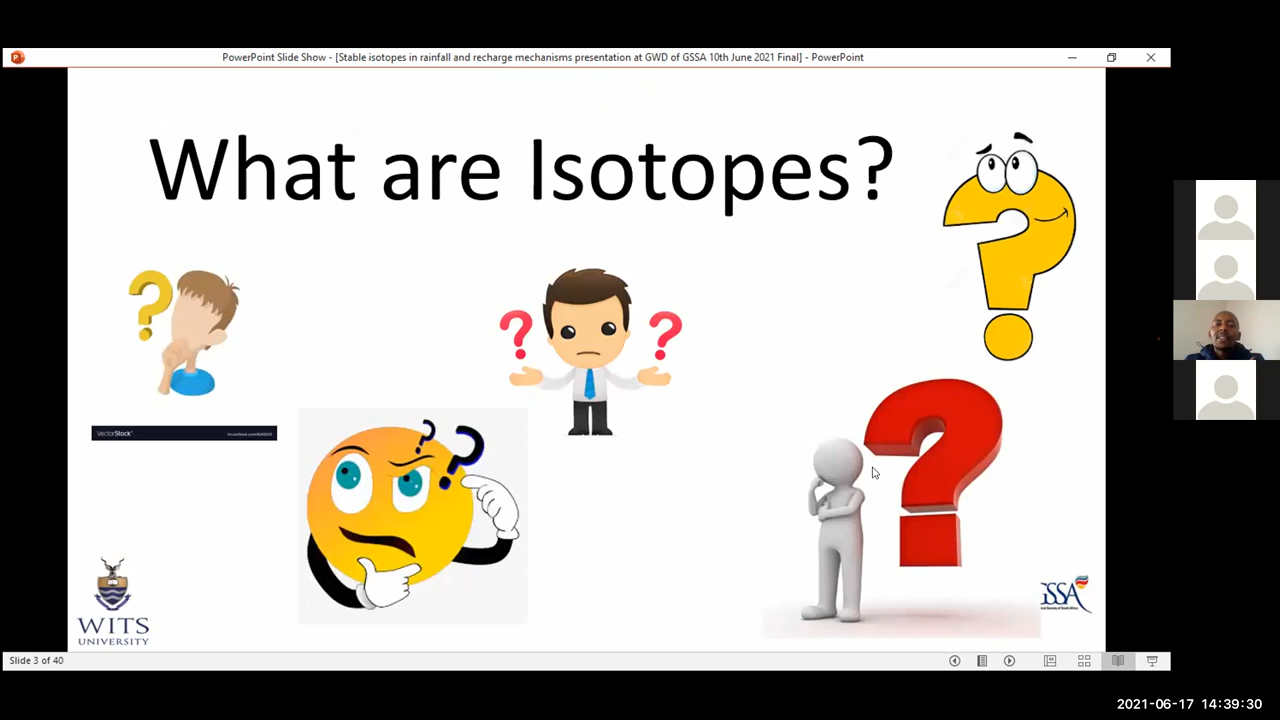 PowerPoint Slide Show - [Stable isotopes in rainfall and recharge mechanisms presentation at GWD of GSSA 10th June 2021 Final] - PowerPoint
What are Isotopes?
VectorStock
WITS
UNIVERSITY
GSSA
Slide 3 of 40
2021-06-17 14:39:30